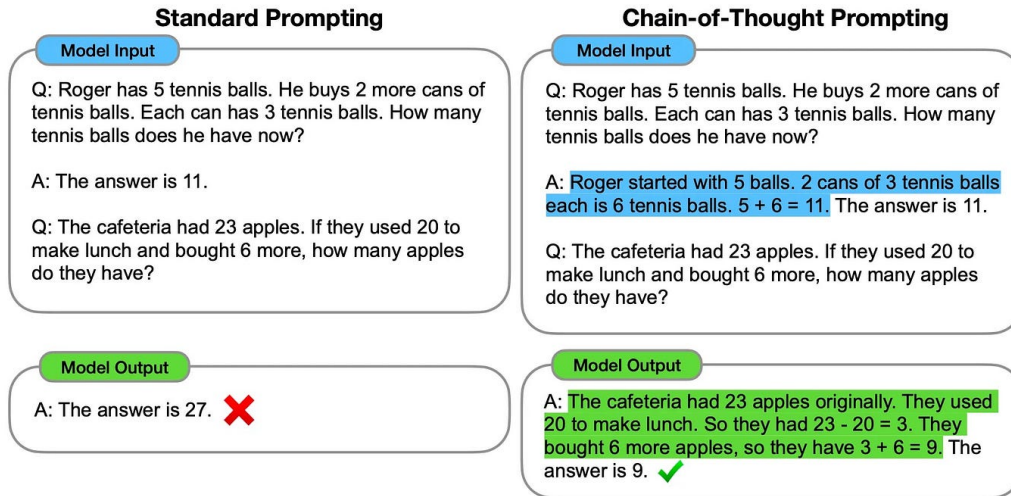 Standard Prompting
Model Input
Q: Roger has 5 tennis balls. He buys 2 more cans of
tennis balls. Each can has 3 tennis balls. How many
tennis balls does he have now?
A: The answer is 11.
Q: The cafeteria had 23 apples. If they used 20 to
make lunch and bought 6 more, how many apples
do they have?
Model Output
A: The answer is 27.
Chain-of-Thought Prompting
Model Input
Q: Roger has 5 tennis balls. He buys 2 more cans of
tennis balls. Each can has 3 tennis balls. How many
tennis balls does he have now?
A: Roger started with 5 balls. 2 cans of 3 tennis balls
each is 6 tennis balls. 5 + 6 = 11. The answer is 11.
Q: The cafeteria had 23 apples. If they used 20 to
make lunch and bought 6 more, how many apples
do they have?
Model Output
A: The cafeteria had 23 apples originally. They used
20 to make lunch. So they had 23 - 20 = 3. They
bought 6 more apples, so they have 3 + 6 = 9. The
answer is 9.